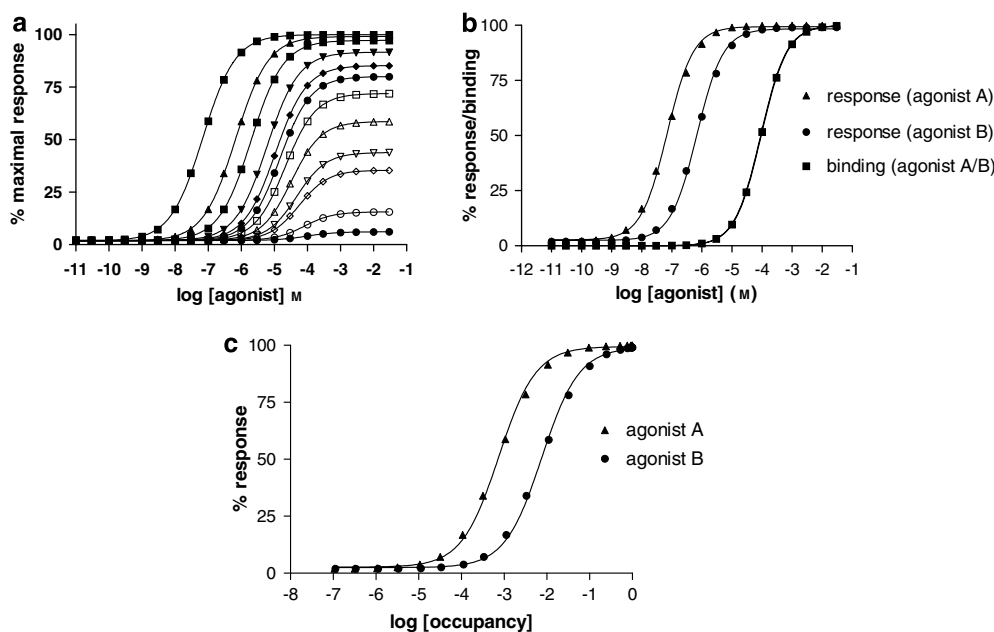 a
% maximal response
100
75
50
25
0
-11 -10 -9 -8 -7 -6 -5 -4 -3 -2 -1
log [agonist] M
b
% response/binding
100
75
50
25
0
-12 -11 -10 -9 -8 -7 -6 -5 -4 -3 -2 -1
log [agonist] (M)
response (agonist A)
response (agonist B)
binding (agonist A/B)
c
% response
100
75
50
25
0
-8 -7 -6 -5 -4 -3 -2 -1 0
log [occupancy]
agonist A
agonist B